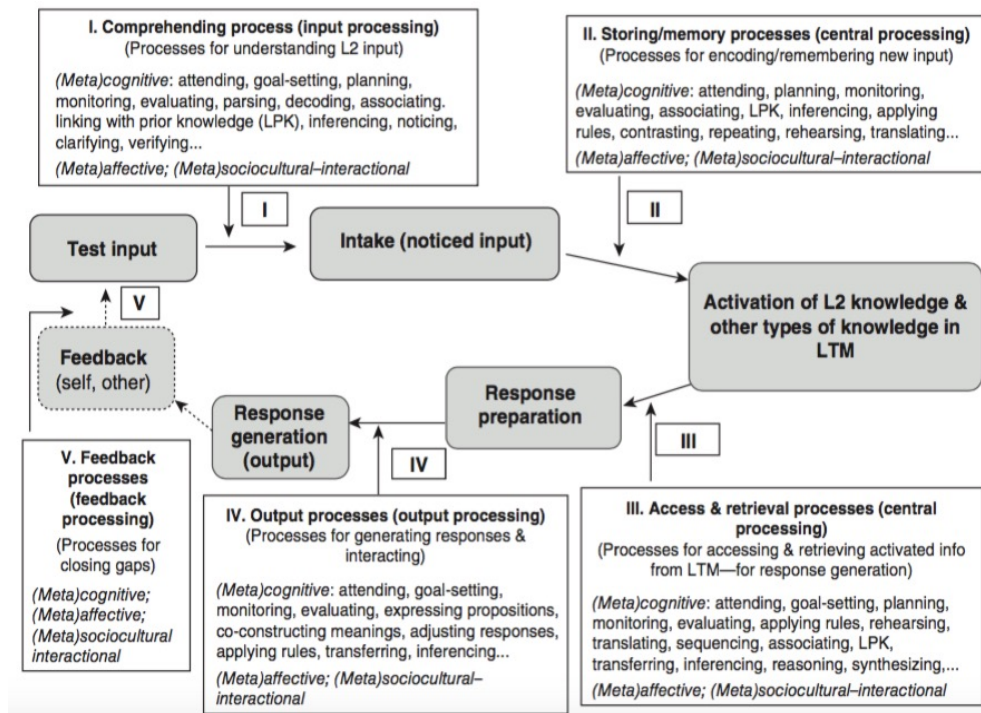 I. Comprehending process (input processing)
(Processes for understanding L2 input)
(Meta)cognitive: attending, goal-setting, planning,
monitoring, evaluating, parsing, decoding, associating.
linking with prior knowledge (LPK), inferencing, noticing,
clarifying, verifying...
(Meta)affective; (Meta)sociocultural–interactional
II. Storing/memory processes (central processing)
(Processes for encoding/remembering new input)
(Meta)cognitive: attending, planning, monitoring,
evaluating, associating, LPK, inferencing, applying
rules, contrasting, repeating, rehearsing, translating...
(Meta)affective; (Meta)sociocultural–interactional
I
II
Test input
Intake (noticed input)
Activation of L2 knowledge &
other types of knowledge in
LTM
V
Feedback
(self, other)
Response
generation
(output)
Response
preparation
IV
III
V. Feedback
processes
(feedback
processing)
(Processes for
closing gaps)
(Meta)cognitive;
(Meta)affective;
(Meta)sociocultural
interactional
IV. Output processes (output processing)
(Processes for generating responses &
interacting)
(Meta)cognitive: attending, goal-setting,
monitoring, evaluating, expressing propositions,
co-constructing meanings, adjusting responses,
applying rules, transferring, inferencing...
(Meta)affective; (Meta)sociocultural–
interactional
III. Access & retrieval processes (central
processing)
(Processes for accessing & retrieving activated info
from LTM—for response generation)
(Meta)cognitive: attending, goal-setting, planning,
monitoring, evaluating, applying rules, rehearsing,
translating, sequencing, associating, LPK,
transferring, inferencing, reasoning, synthesizing,...
(Meta)affective; (Meta)sociocultural–interactional